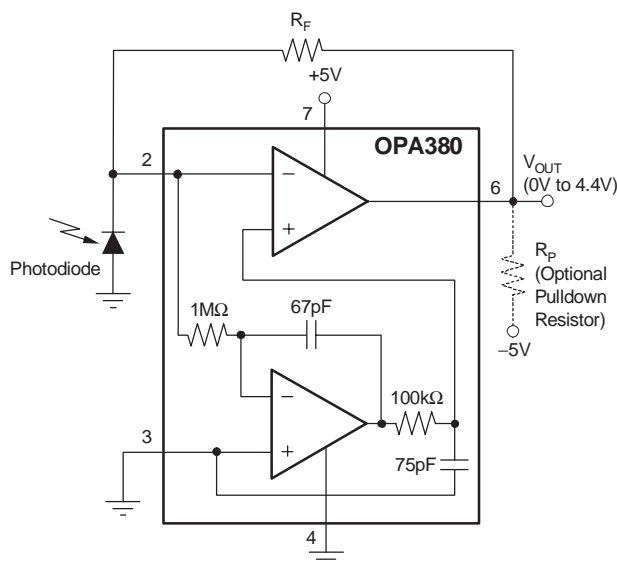 R_F
+5V
7
OPA380
2
6
V_OUT
(0V to 4.4V)
Photodiode
R_P
(Optional
Pulldown
Resistor)
−5V
1MΩ
67pF
100kΩ
3
75pF
4